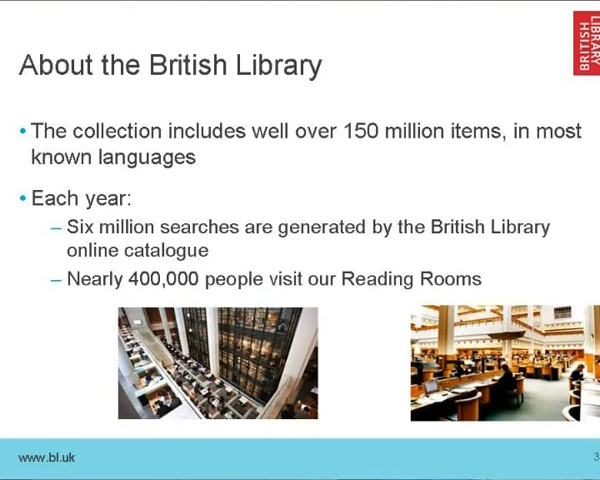 BRITISH
LIBRARY
About the British Library
• The collection includes well over 150 million items, in most
known languages
• Each year:
– Six million searches are generated by the British Library
online catalogue
– Nearly 400,000 people visit our Reading Rooms
www.bl.uk
3